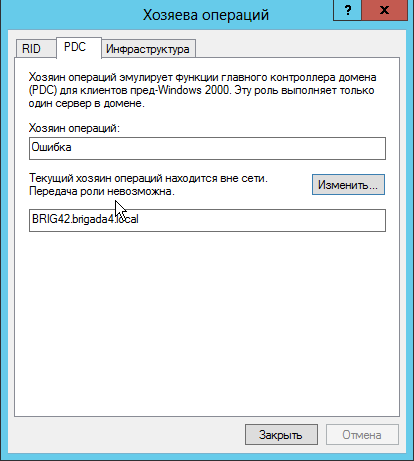 Хозяева операций
?
x
RID
PDC
Инфраструктура
Хозяин операций эмулирует функции главного контроллера домена
(PDC) для клиентов пред-Windows 2000. Эту роль выполняет только
один сервер в домене.
Хозяин операций:
Ошибка
Текущий хозяин операций находится вне сети.
Передача роли невозможна.
Изменить...
BRIG42.brigada4.local
Закрыть
Отмена